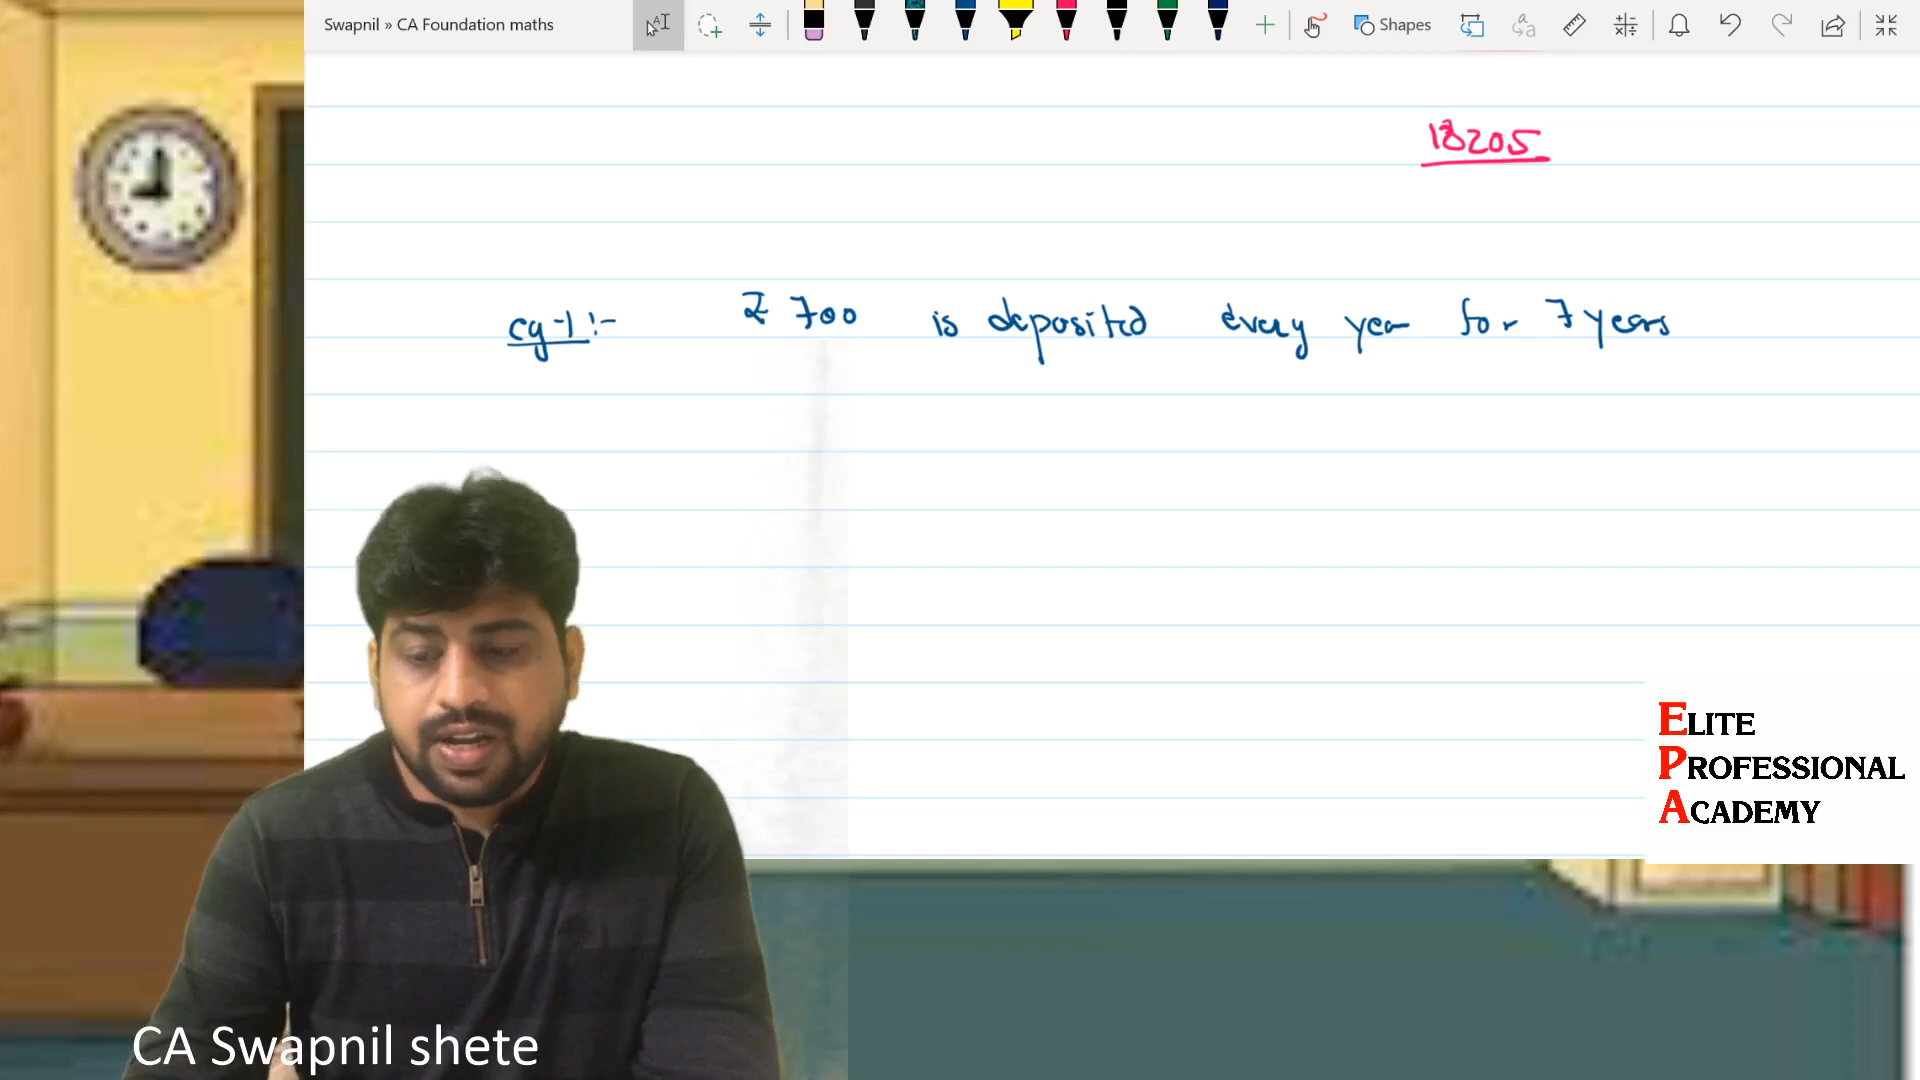 Swapnil » CA Foundation maths
Shapes
18205
eg-1 :- ₹ 700 is deposited every year for 7 years
ELITE
PROFESSIONAL
ACADEMY
CA Swapnil shete